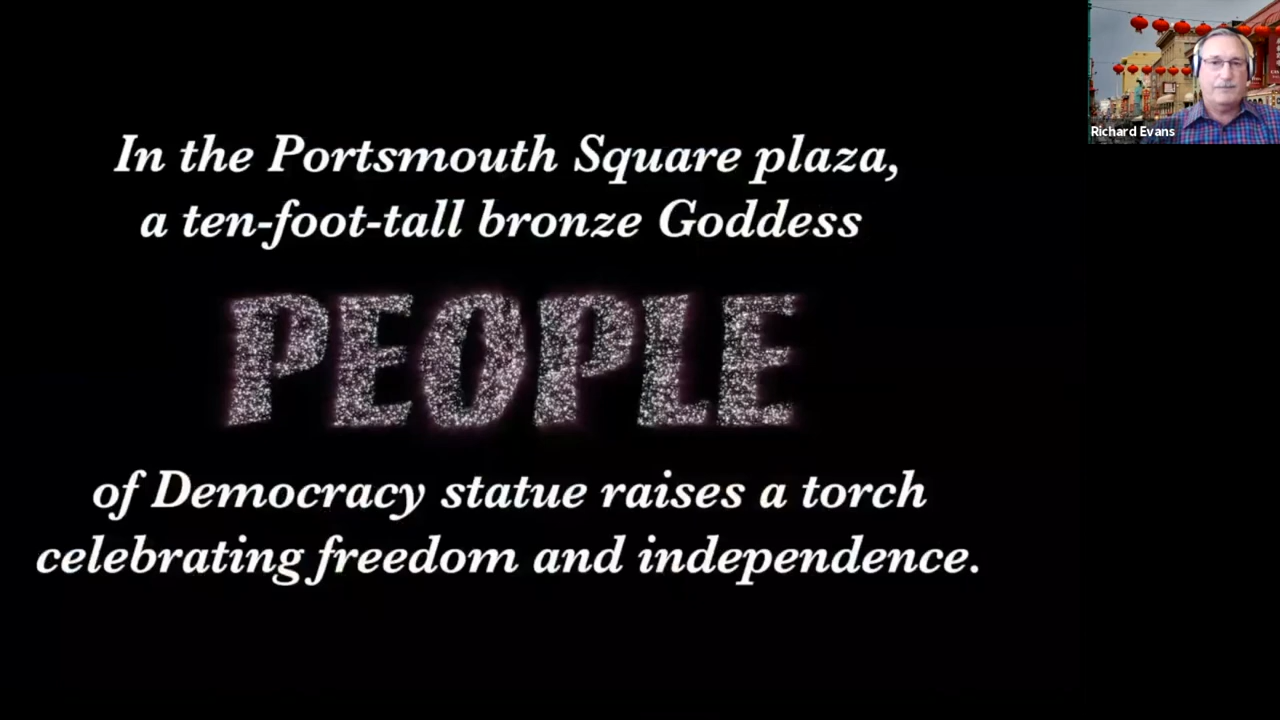 In the Portsmouth Square plaza,
a ten-foot-tall bronze Goddess
PEOPLE
of Democracy statue raises a torch
celebrating freedom and independence.
Richard Evans